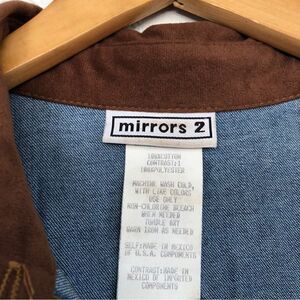 mirrors 2
100%COTTON
CONTRAST:1
100%POLYESTER
MACHINE WASH COLD,
WITH LIKE COLORS
USE ONLY
NON-CHLORINE BLEACH
WHEN NEEDED
TUMBLE DRY
WARM IRON AS NEEDED
SELF:MADE IN MEXICO
OF U.S.A. COMPONENTS
CONTRAST:MADE IN
MEXICO OF IMPORTED
COMPONENTS